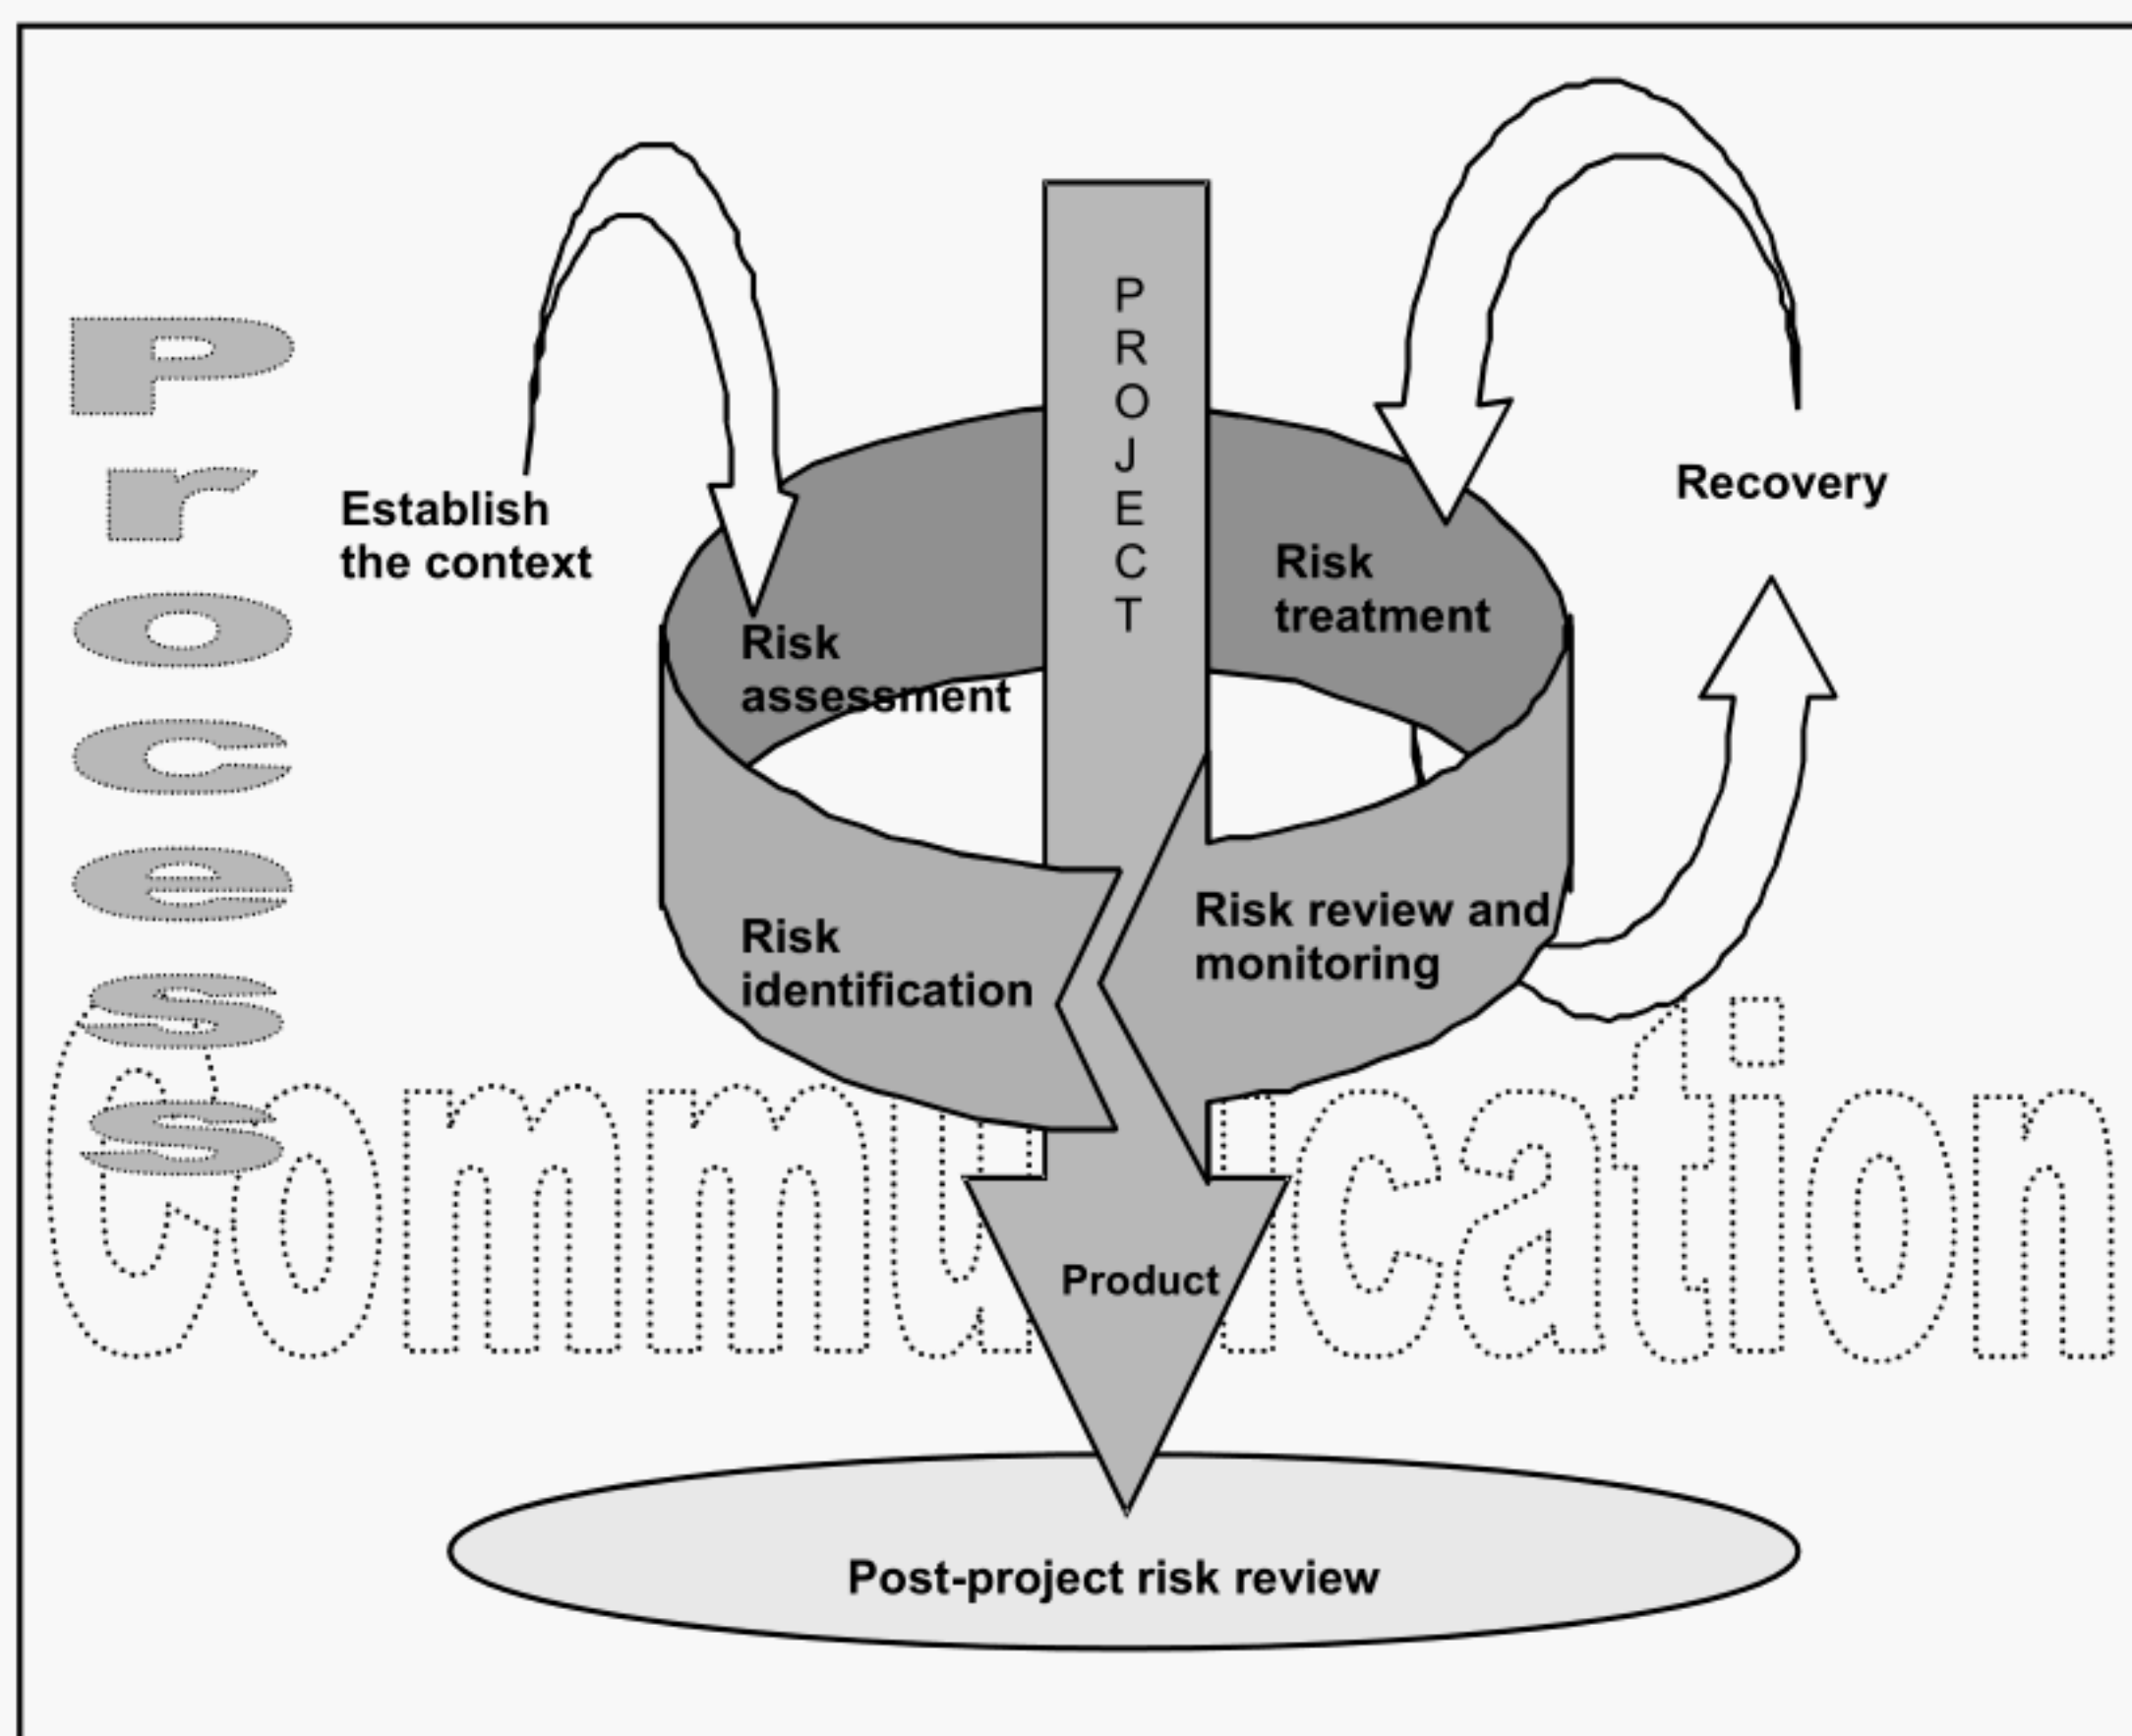 Process
PROJECT
Establish
the context
Recovery
Risk
treatment
Risk
assessment
Risk
identification
Risk review and
monitoring
Communication
Product
Post-project risk review